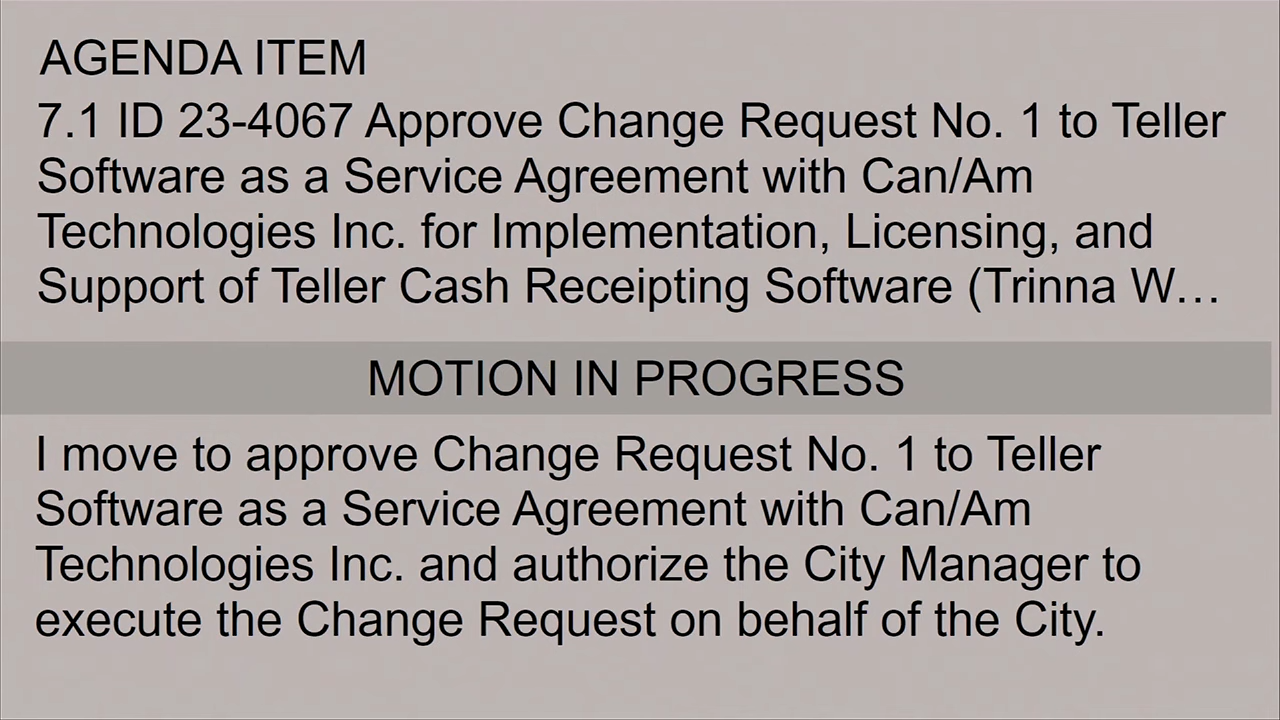 AGENDA ITEM
7.1 ID 23-4067 Approve Change Request No. 1 to Teller
Software as a Service Agreement with Can/Am
Technologies Inc. for Implementation, Licensing, and
Support of Teller Cash Receipting Software (Trinna W…
MOTION IN PROGRESS
I move to approve Change Request No. 1 to Teller
Software as a Service Agreement with Can/Am
Technologies Inc. and authorize the City Manager to
execute the Change Request on behalf of the City.